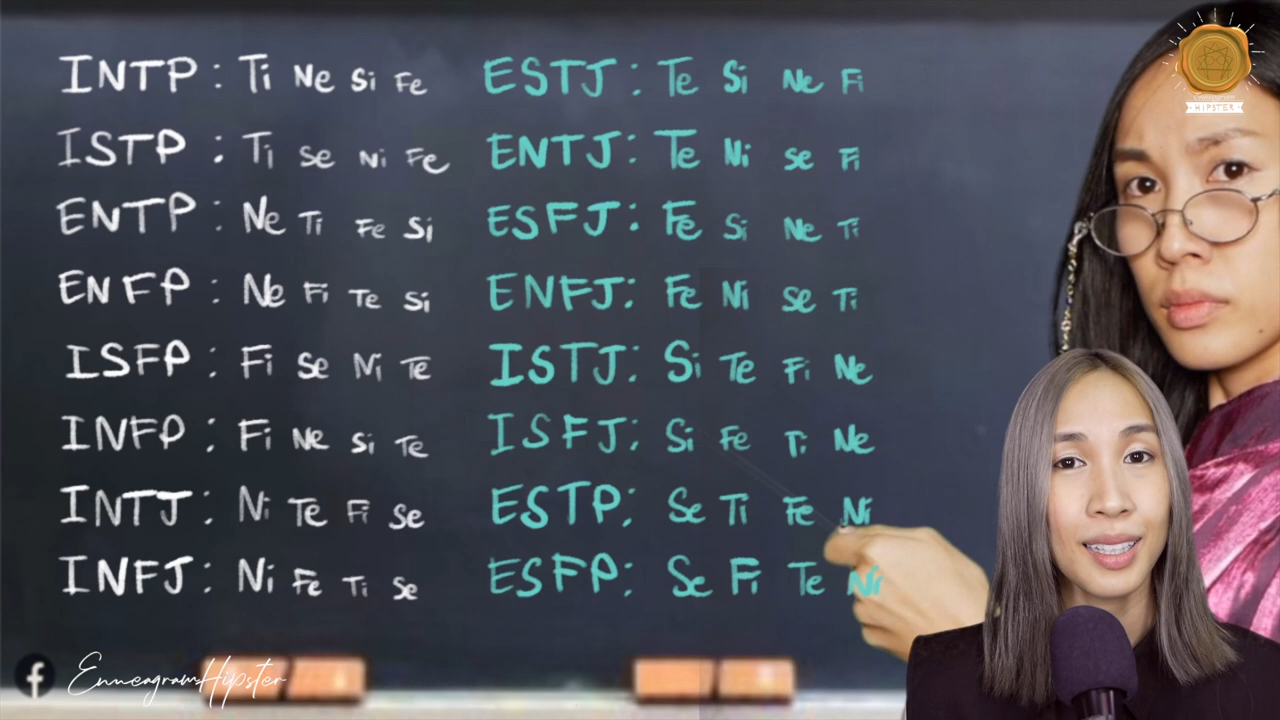 INTP : Ti Ne Si Fe
ISTP : Ti Se Ni Fe
ENTP : Ne Ti Fe Si
ENFP : Ne Fi Te Si
ISFP : Fi Se Ni Te
INFP : Fi Ne Si Te
INTJ : Ni Te Fi Se
INFJ : Ni Fe Ti Se
ESTJ : Te Si Ne Fi
ENTJ : Te Ni Se Fi
ESFJ : Fe Si Ne Ti
ENFJ : Fe Ni Se Ti
ISTJ : Si Te Fi Ne
ISFJ : Si Fe Ti Ne
ESTP : Se Ti Fe Ni
ESFP : Se Fi Te Ni
HIPSTER
f EnneagramHipster